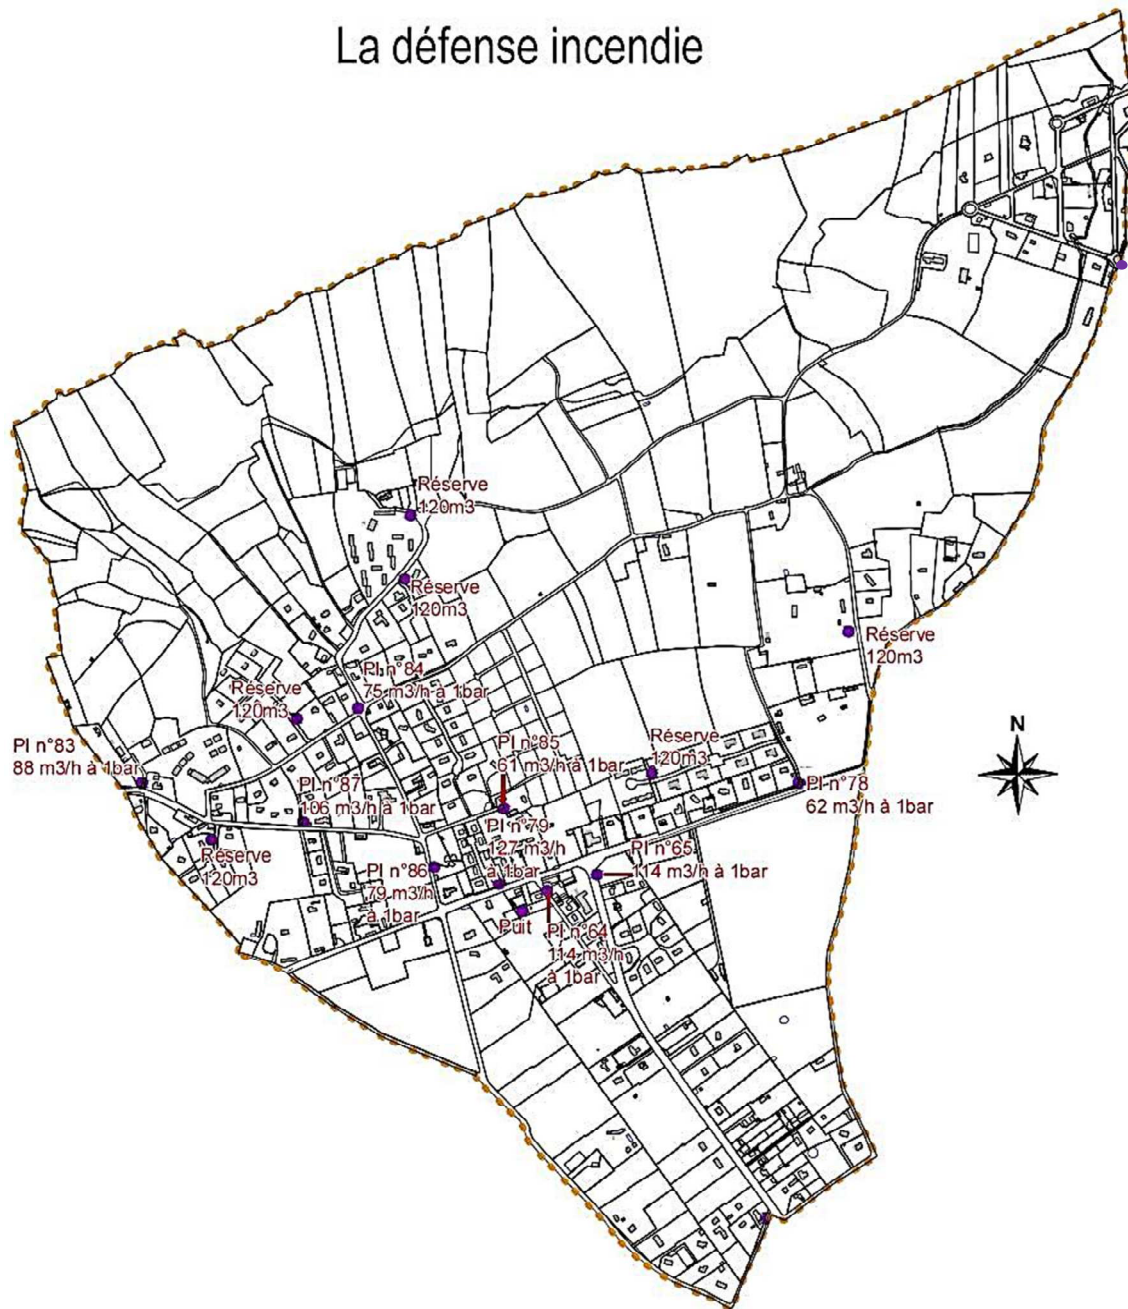 La défense incendie
Réserve
120m3
Réserve
120m3
Réserve
120m3
PI n°84
75 m3/h à 1bar
Réserve
120m3
N
PI n°83
88 m3/h à 1bar
PI n°85
61 m3/h à 1bar
Réserve
120m3
PI n°87
106 m3/h à 1bar
PI n°78
62 m3/h à 1bar
PI n°79
127 m3/h
à 1bar
Réserve
120m3
PI n°86
79 m3/h
à 1bar
PI n°65
114 m3/h à 1bar
Puit
PI n°64
114 m3/h
à 1bar